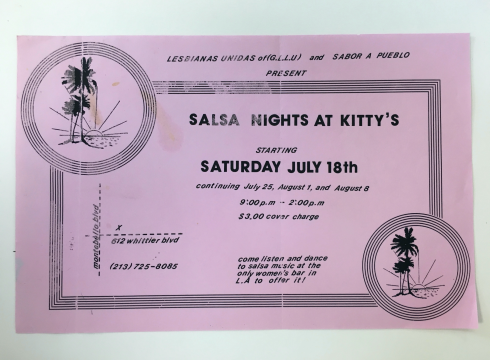 LESBIANAS UNIDAS of(G.L.L.U) and SABOR A PUEBLO
PRESENT
SALSA NIGHTS AT KITTY'S
STARTING
SATURDAY JULY 18th
continuing July 25, August 1, and August 8
9:00p.m - 2:00p.m
$3,00 cover charge
montebello blvd
X
612 whittier blvd
(213) 725-8085
come listen and dance
to salsa music at the
only women's bar in
L.A to offer it!